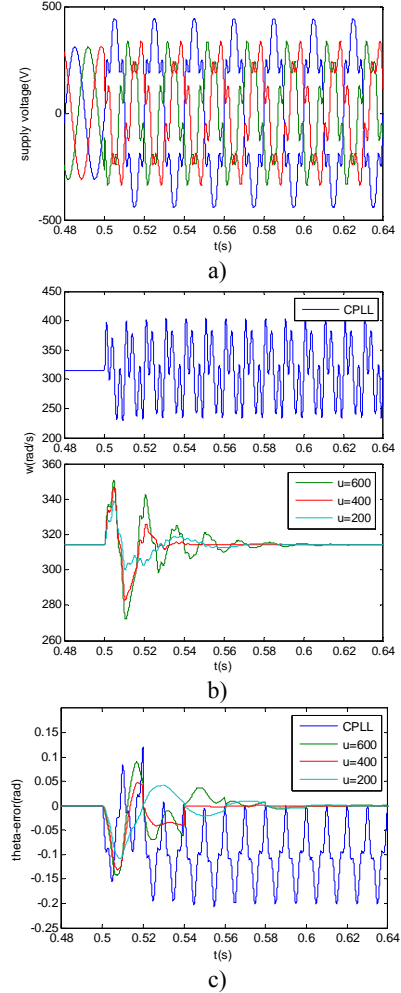 500
0
-500
supply voltage(V)
0.48 0.5 0.52 0.54 0.56 0.58 0.6 0.62 0.64
t(s)
a)
450
400
350
300
250
200
CPLL
0.48 0.5 0.52 0.54 0.56 0.58 0.6 0.62 0.64
w(rad/s)
360
340
320
300
280
260
u=600
u=400
u=200
0.48 0.5 0.52 0.54 0.56 0.58 0.6 0.62 0.64
t(s)
b)
0.15
0.1
0.05
0
-0.05
-0.1
-0.15
-0.2
-0.25
theta-error(rad)
CPLL
u=600
u=400
u=200
0.48 0.5 0.52 0.54 0.56 0.58 0.6 0.62 0.64
t(s)
c)